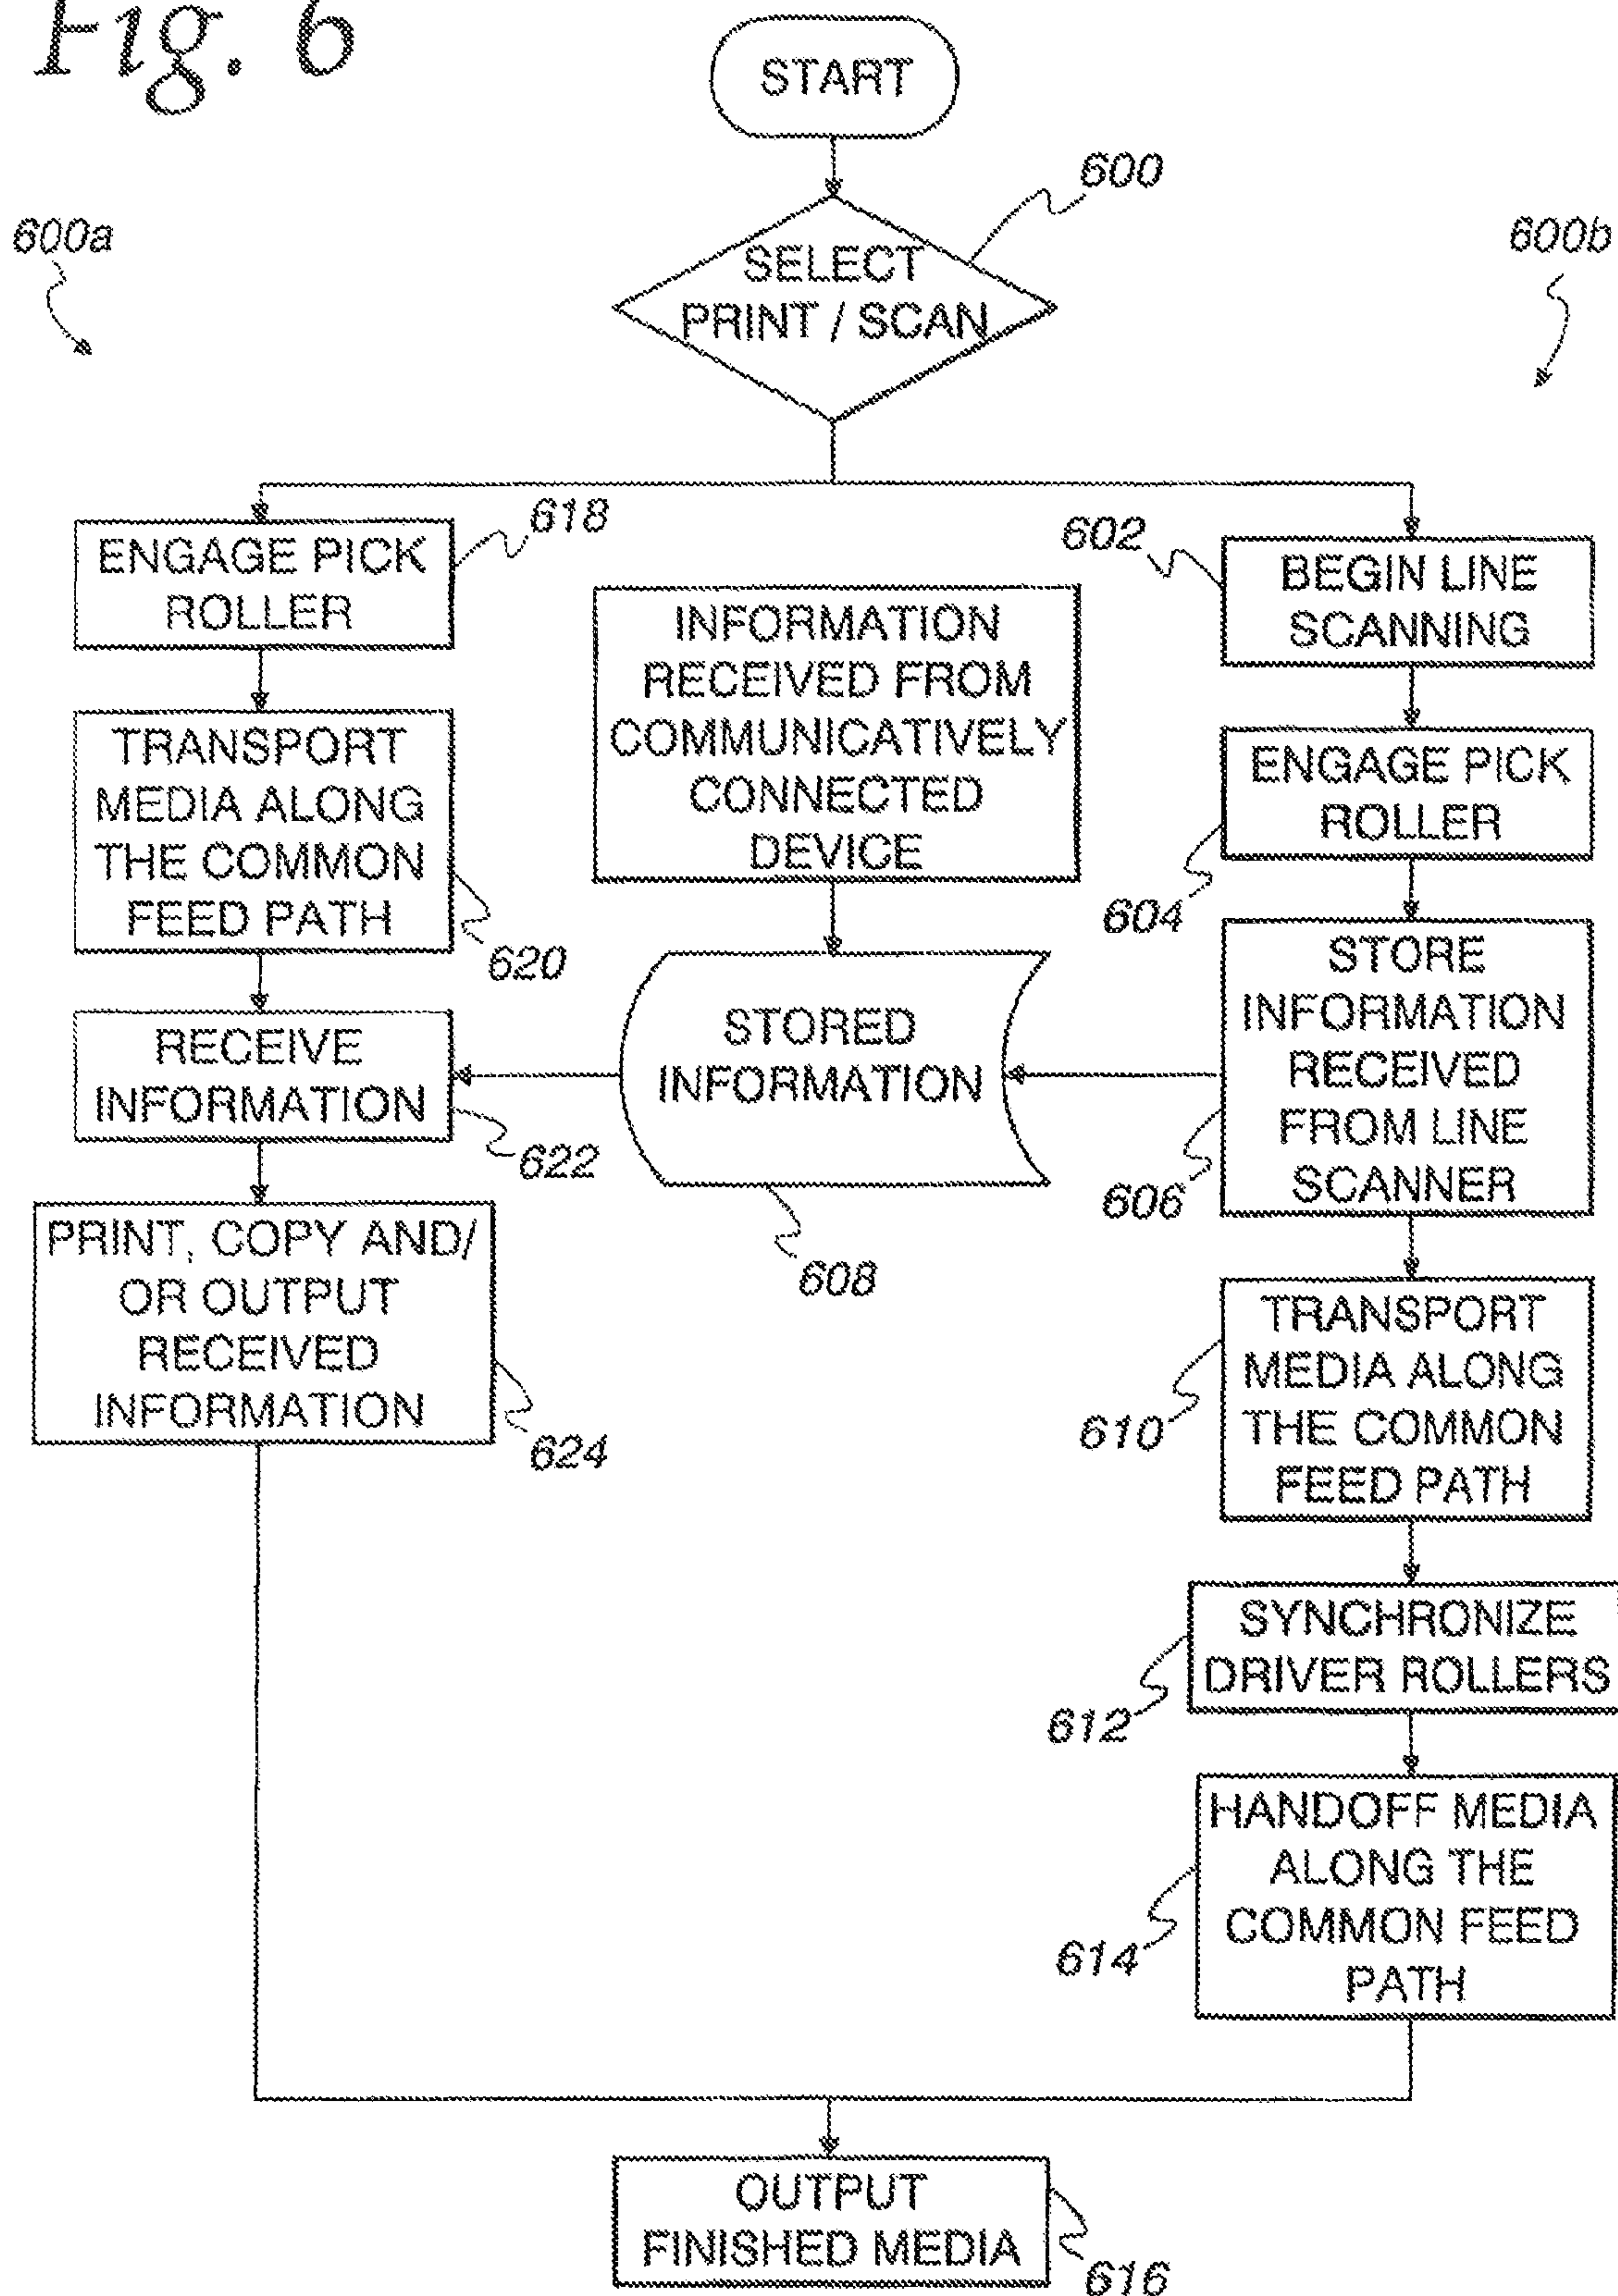 Fig. 6
START
600
600a
600b
SELECT
PRINT / SCAN
618
ENGAGE PICK
ROLLER
TRANSPORT
MEDIA ALONG
THE COMMON
FEED PATH
620
RECEIVE
INFORMATION
622
PRINT, COPY AND/
OR OUTPUT
RECEIVED
INFORMATION
624
INFORMATION
RECEIVED FROM
COMMUNICATIVELY
CONNECTED
DEVICE
STORED
INFORMATION
608
602
BEGIN LINE
SCANNING
ENGAGE PICK
ROLLER
604
STORE
INFORMATION
RECEIVED
FROM LINE
SCANNER
606
TRANSPORT
MEDIA ALONG
THE COMMON
FEED PATH
610
SYNCHRONIZE
DRIVER ROLLERS
612
HANDOFF MEDIA
ALONG THE
COMMON FEED
PATH
614
OUTPUT
FINISHED MEDIA
616